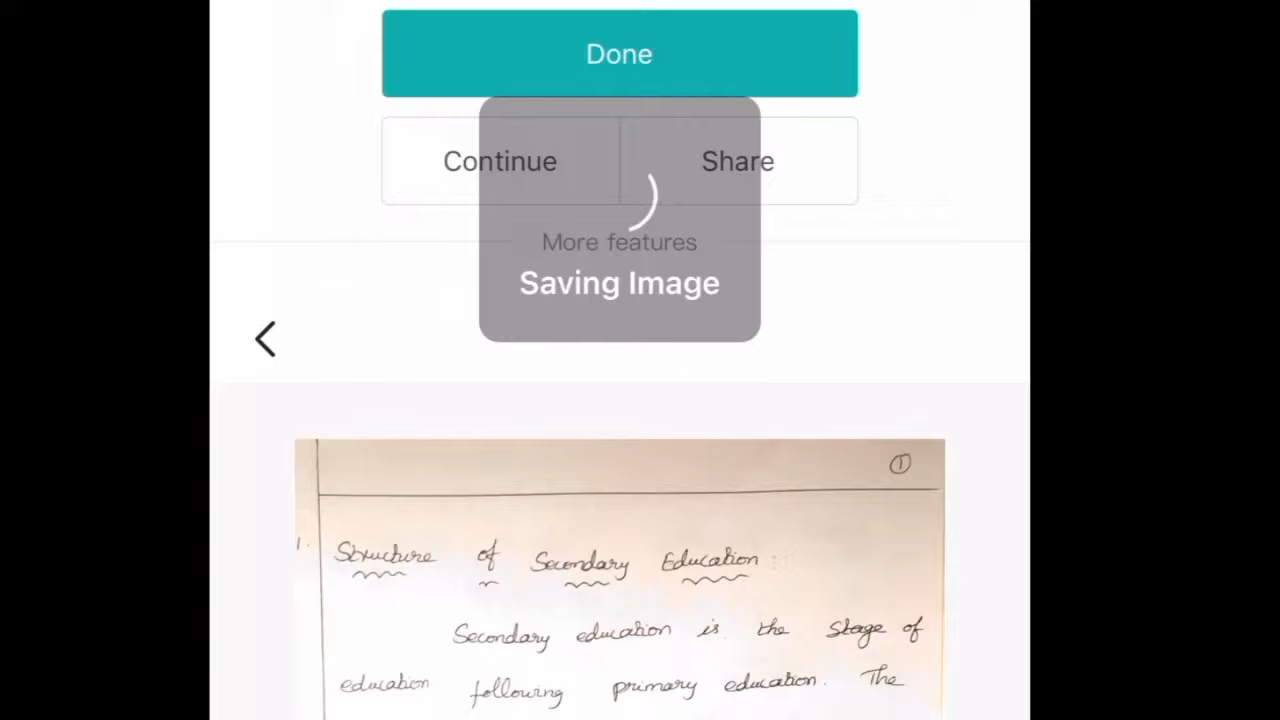 Done
Continue Share
More features
Saving Image
①
1. Structure of Secondary Education
Secondary education is the stage of
education following primary education. The